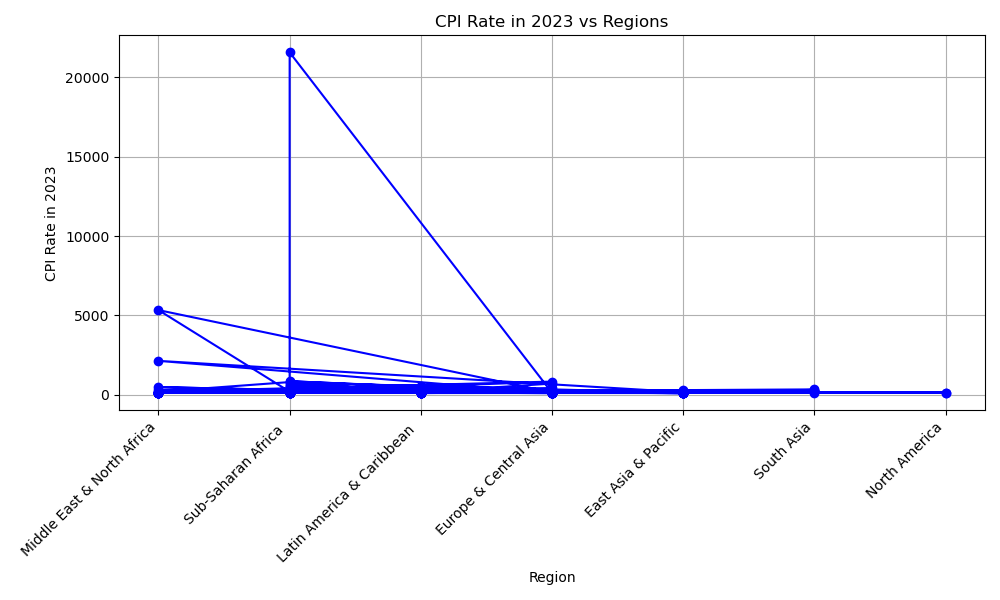 CPI Rate in 2023 vs Regions
CPI Rate in 2023
20000
15000
10000
5000
0
Middle East & North Africa
Sub-Saharan Africa
Latin America & Caribbean
Europe & Central Asia
East Asia & Pacific
South Asia
North America
Region